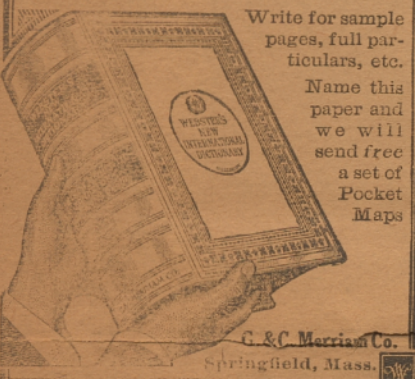 Write for sample
pages, full par-
ticulars, etc.
Name this
paper and
we will
send free
a set of
Pocket
Maps
WEBSTER'S
NEW
INTERNATIONAL
DICTIONARY
G. & C. Merriam Co.
Springfield, Mass.